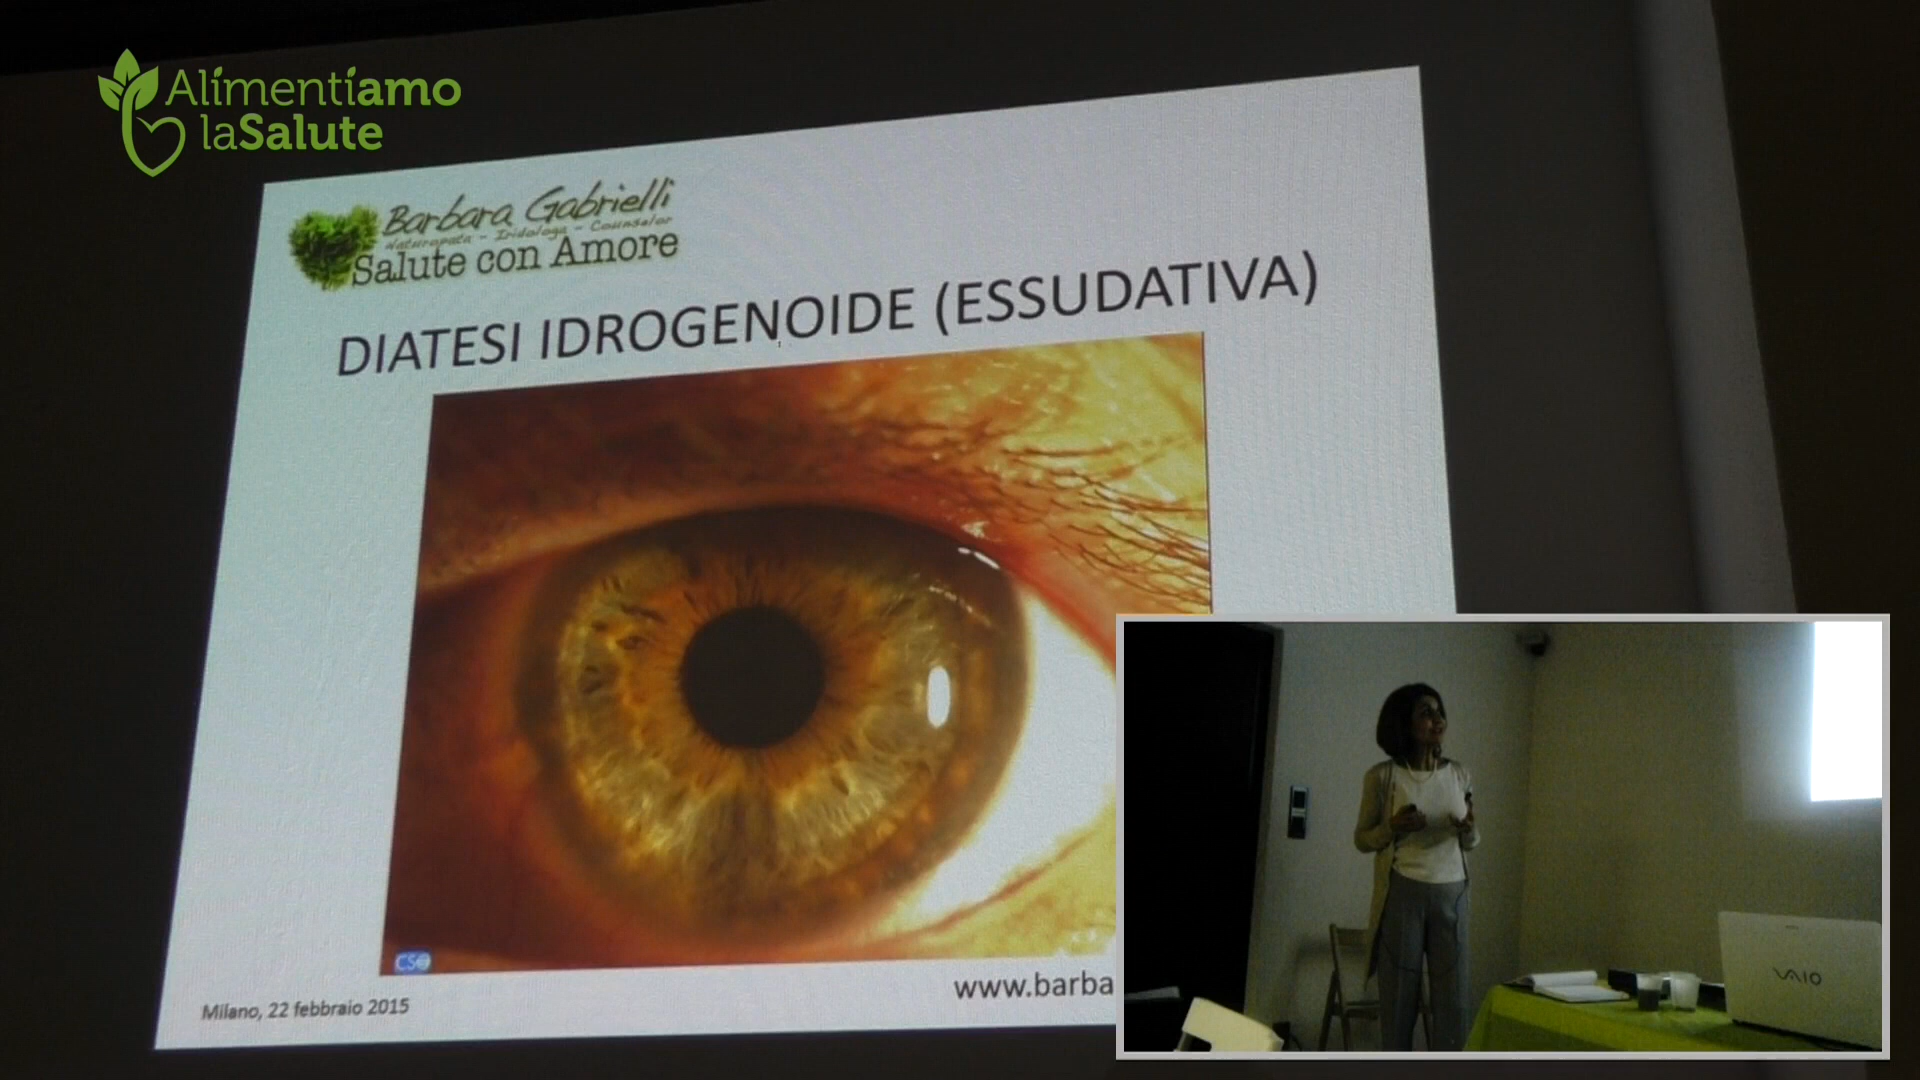 Alimentiamo
laSalute
Barbara Gabrielli
Naturopata - Iridologa - Counselor
Salute con Amore
DIATESI IDROGENOIDE (ESSUDATIVA)
CSO
Milano, 22 febbraio 2015
www.barba
VAIO